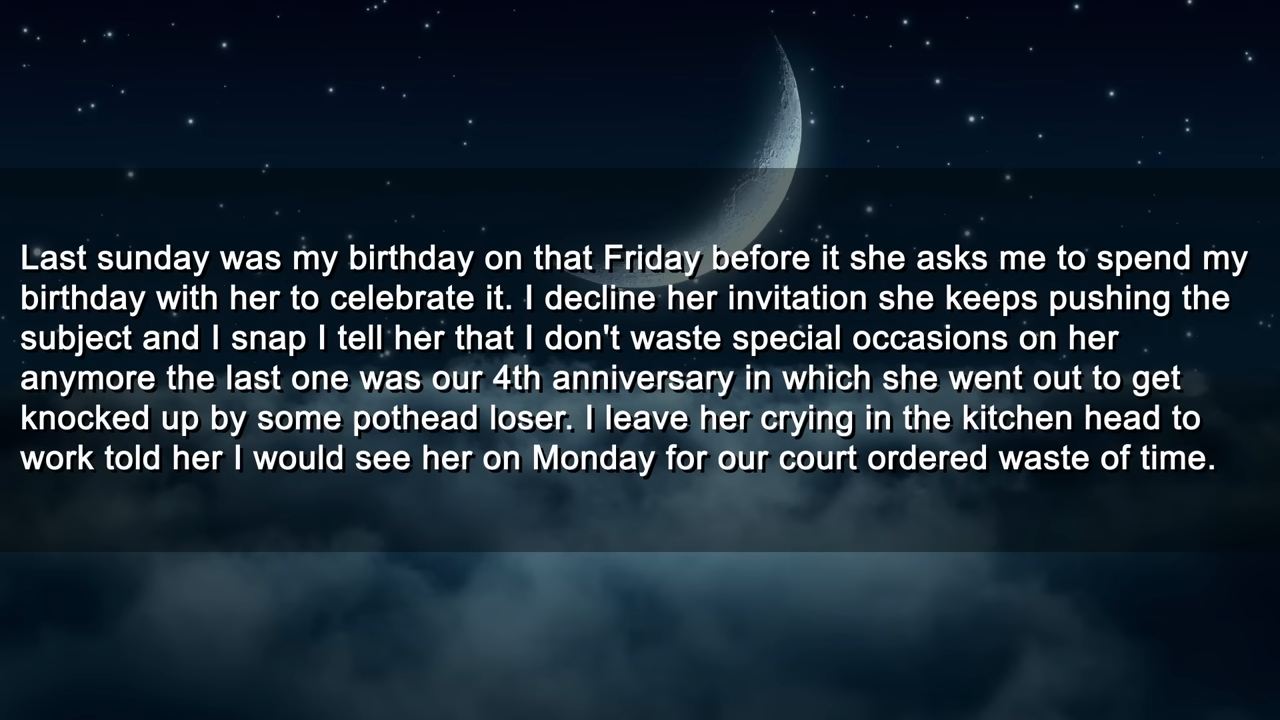 Last sunday was my birthday on that Friday before it she asks me to spend my
birthday with her to celebrate it. I decline her invitation she keeps pushing the
subject and I snap I tell her that I don't waste special occasions on her
anymore the last one was our 4th anniversary in which she went out to get
knocked up by some pothead loser. I leave her crying in the kitchen head to
work told her I would see her on Monday for our court ordered waste of time.